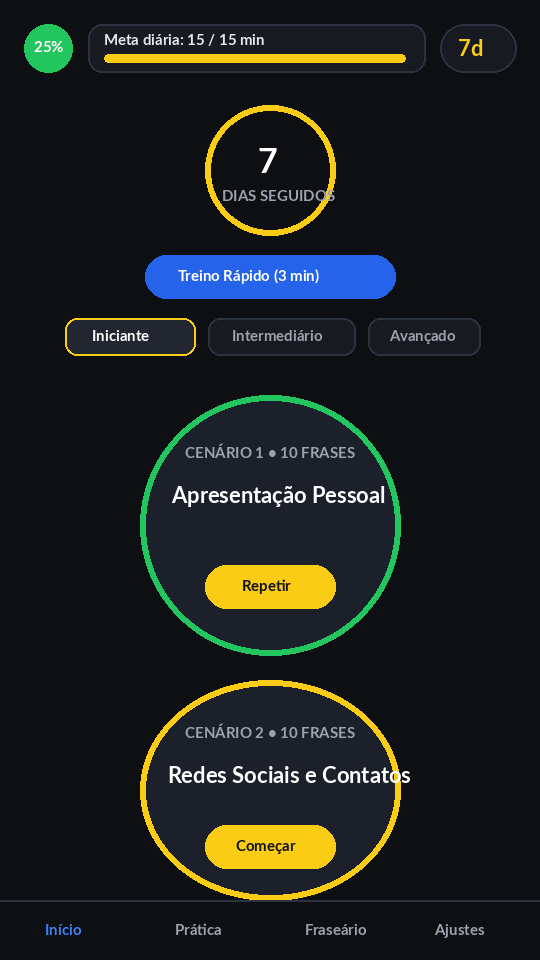 25%
Meta diária: 15 / 15 min
7d
7
DIAS SEGUIDOS
Treino Rápido (3 min)
Iniciante
Intermediário
Avançado
CENÁRIO 1 • 10 FRASES
Apresentação Pessoal
Repetir
CENÁRIO 2 • 10 FRASES
Redes Sociais e Contatos
Começar
Início
Prática
Fraseário
Ajustes